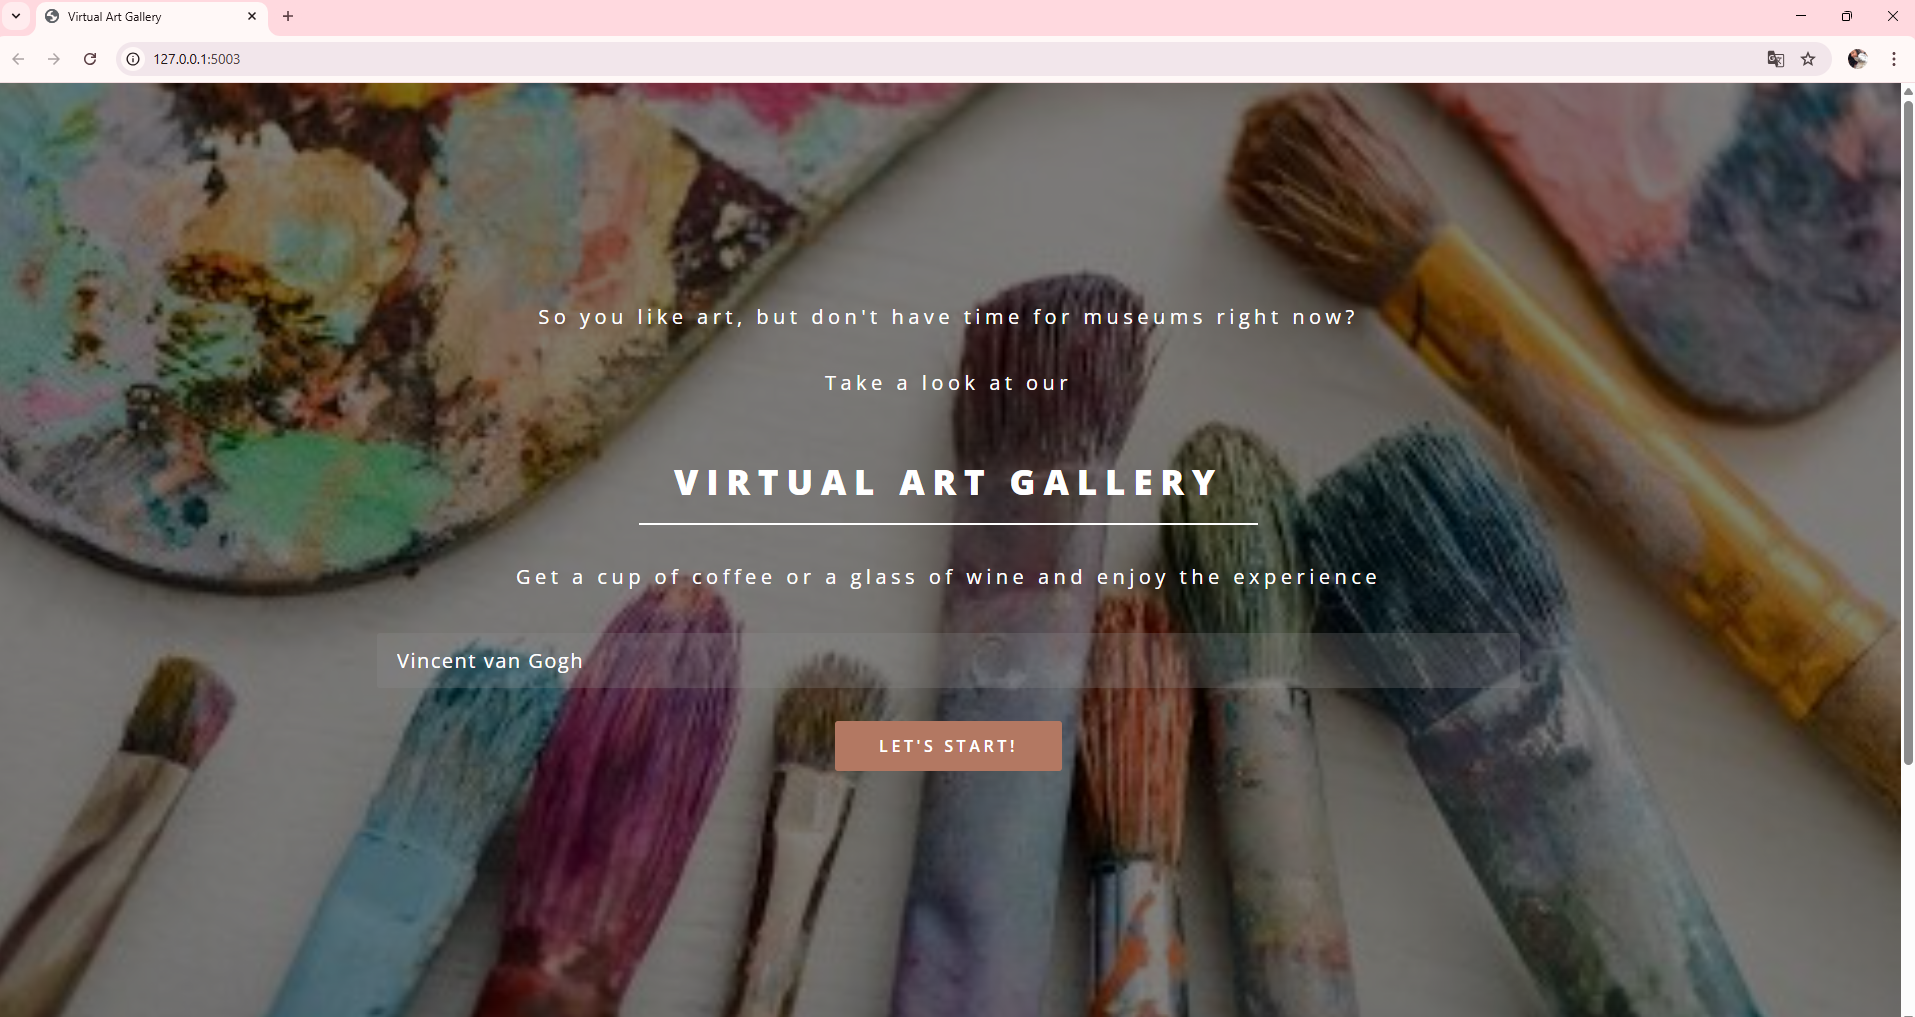 Virtual Art Gallery
127.0.0.1:5003
So you like art, but don't have time for museums right now?
Take a look at our
VIRTUAL ART GALLERY
Get a cup of coffee or a glass of wine and enjoy the experience
Vincent van Gogh
LET'S START!